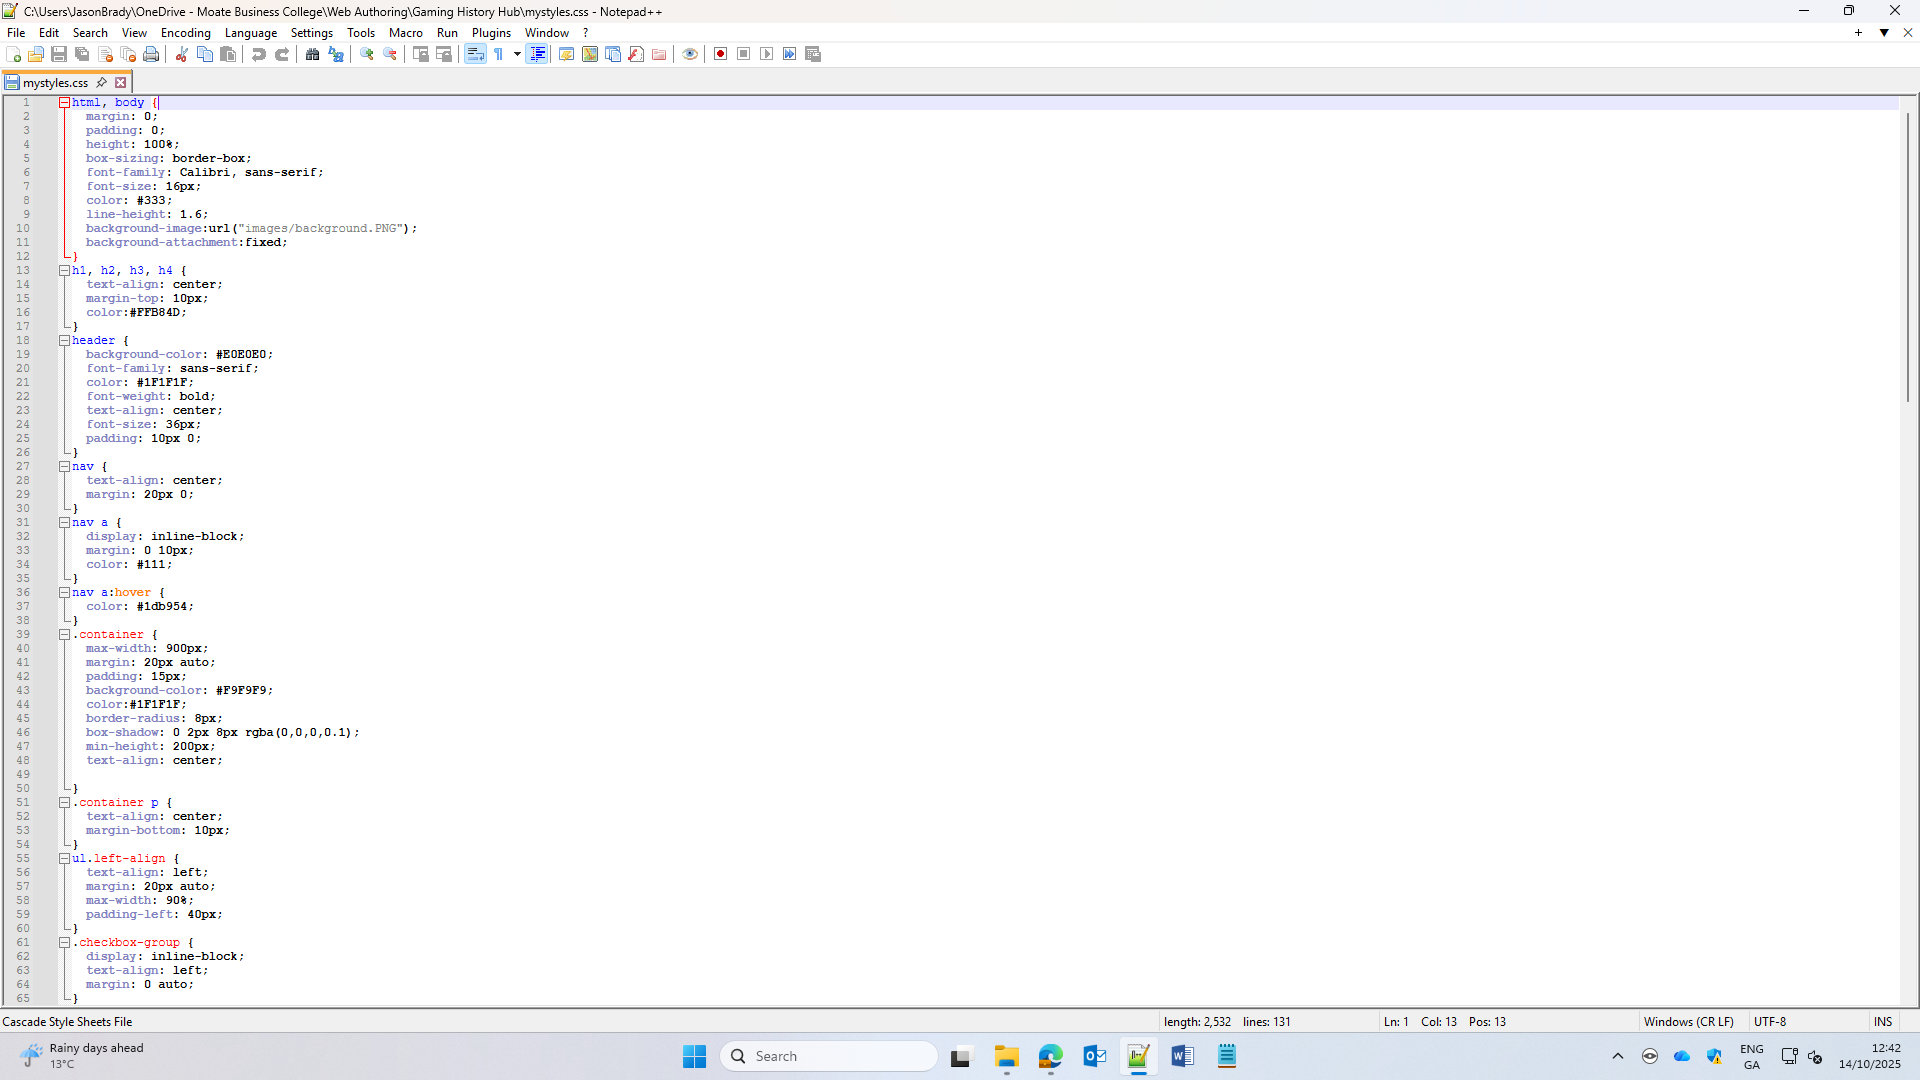 C:\Users\JasonBrady\OneDrive - Moate Business College\Web Authoring\Gaming History Hub\mystyles.css - Notepad++
File Edit Search View Encoding Language Settings Tools Macro Run Plugins Window ?
mystyles.css
1 html, body {
2 margin: 0;
3 padding: 0;
4 height: 100%;
5 box-sizing: border-box;
6 font-family: Calibri, sans-serif;
7 font-size: 16px;
8 color: #333;
9 line-height: 1.6;
10 background-image:url("images/background.PNG");
11 background-attachment:fixed;
12 }
13 h1, h2, h3, h4 {
14 text-align: center;
15 margin-top: 10px;
16 color:#FFB84D;
17 }
18 header {
19 background-color: #E0E0E0;
20 font-family: sans-serif;
21 color: #1F1F1F;
22 font-weight: bold;
23 text-align: center;
24 font-size: 36px;
25 padding: 10px 0;
26 }
27 nav {
28 text-align: center;
29 margin: 20px 0;
30 }
31 nav a {
32 display: inline-block;
33 margin: 0 10px;
34 color: #111;
35 }
36 nav a:hover {
37 color: #1db954;
38 }
39 .container {
40 max-width: 900px;
41 margin: 20px auto;
42 padding: 15px;
43 background-color: #F9F9F9;
44 color:#1F1F1F;
45 border-radius: 8px;
46 box-shadow: 0 2px 8px rgba(0,0,0,0.1);
47 min-height: 200px;
48 text-align: center;
49
50 }
51 .container p {
52 text-align: center;
53 margin-bottom: 10px;
54 }
55 ul.left-align {
56 text-align: left;
57 margin: 20px auto;
58 max-width: 90%;
59 padding-left: 40px;
60 }
61 .checkbox-group {
62 display: inline-block;
63 text-align: left;
64 margin: 0 auto;
65 }
Cascade Style Sheets File length: 2,532 lines: 131 Ln: 1 Col: 13 Pos: 13 Windows (CR LF) UTF-8 INS
Rainy days ahead
13°C
Search
ENG
GA
12:42
14/10/2025